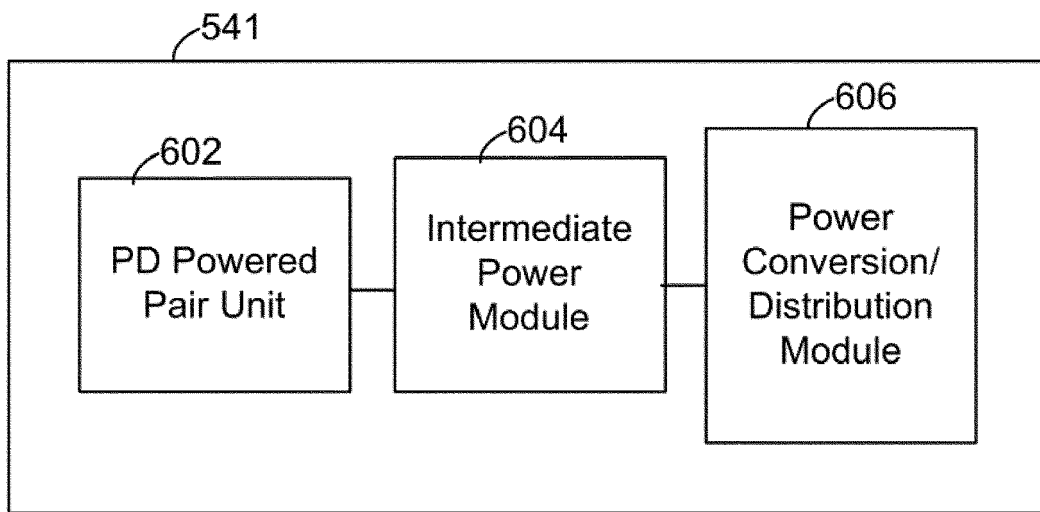 541
602
PD Powered
Pair Unit
604
Intermediate
Power
Module
606
Power
Conversion/
Distribution
Module